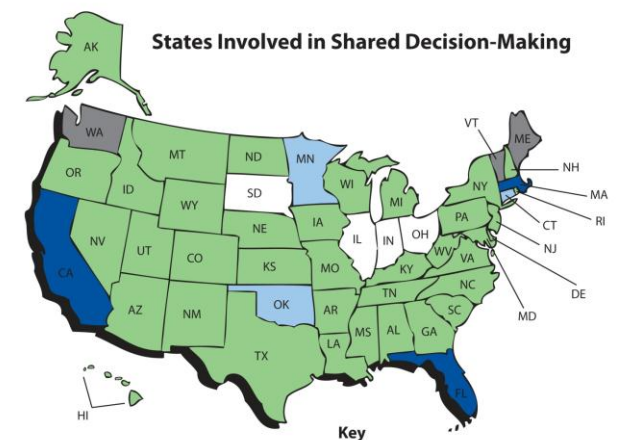 States Involved in Shared Decision-Making
AK
WA
MT
ND
MN
VT
ME
OR
ID
WY
SD
WI
MI
NY
NH
MA
RI
CT
NJ
DE
MD
NV
UT
CO
NE
IA
IL
IN
OH
PA
WV
VA
CA
KS
MO
KY
NC
AZ
NM
OK
AR
TN
SC
TX
LA
MS
AL
GA
FL
HI
Key